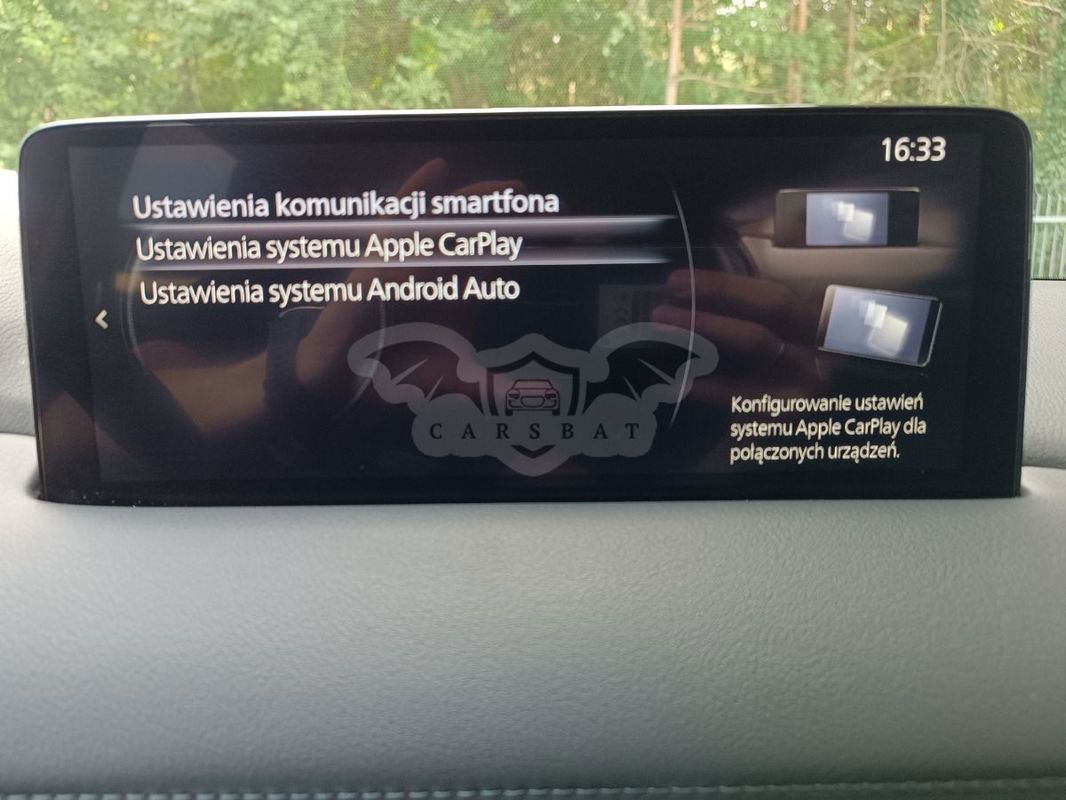 16:33
Ustawienia komunikacji smartfona
Ustawienia systemu Apple CarPlay
Ustawienia systemu Android Auto
CARSBAT
Konfigurowanie ustawień
systemu Apple CarPlay dla
połączonych urządzeń.